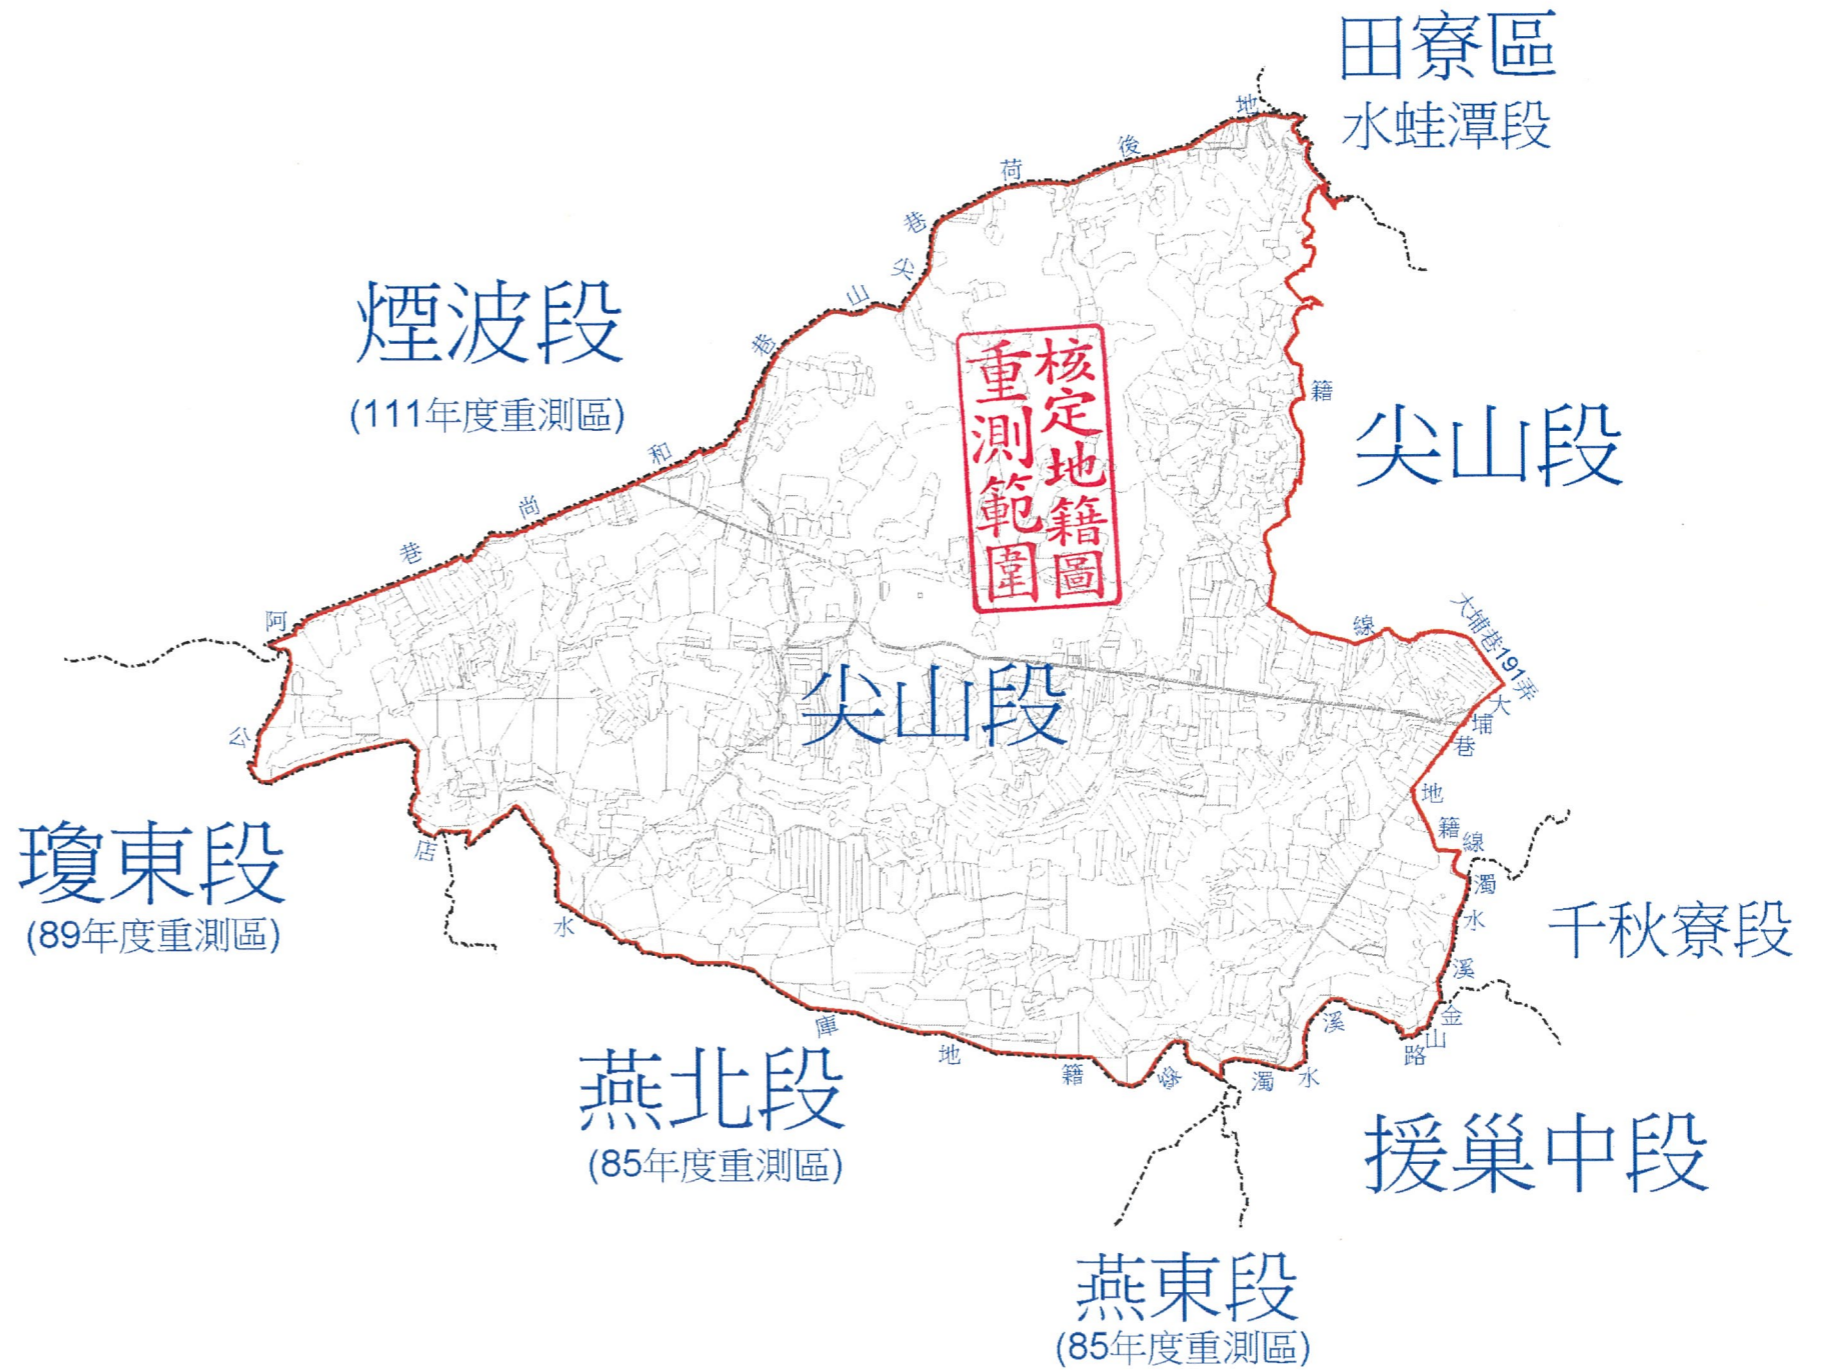 田寮區
水蛙潭段
煙波段
(111年度重測區)
巷尚和巷
山尖巷
荷後
地籍線
核定地籍圖
重測範圍
尖山段
大埔巷191弄
大埔巷
地籍線
尖山段
瓊東段
(89年度重測區)
阿公店水庫地籍線
濁水溪
千秋寮段
金山路
濁水溪
燕北段
(85年度重測區)
援巢中段
燕東段
(85年度重測區)